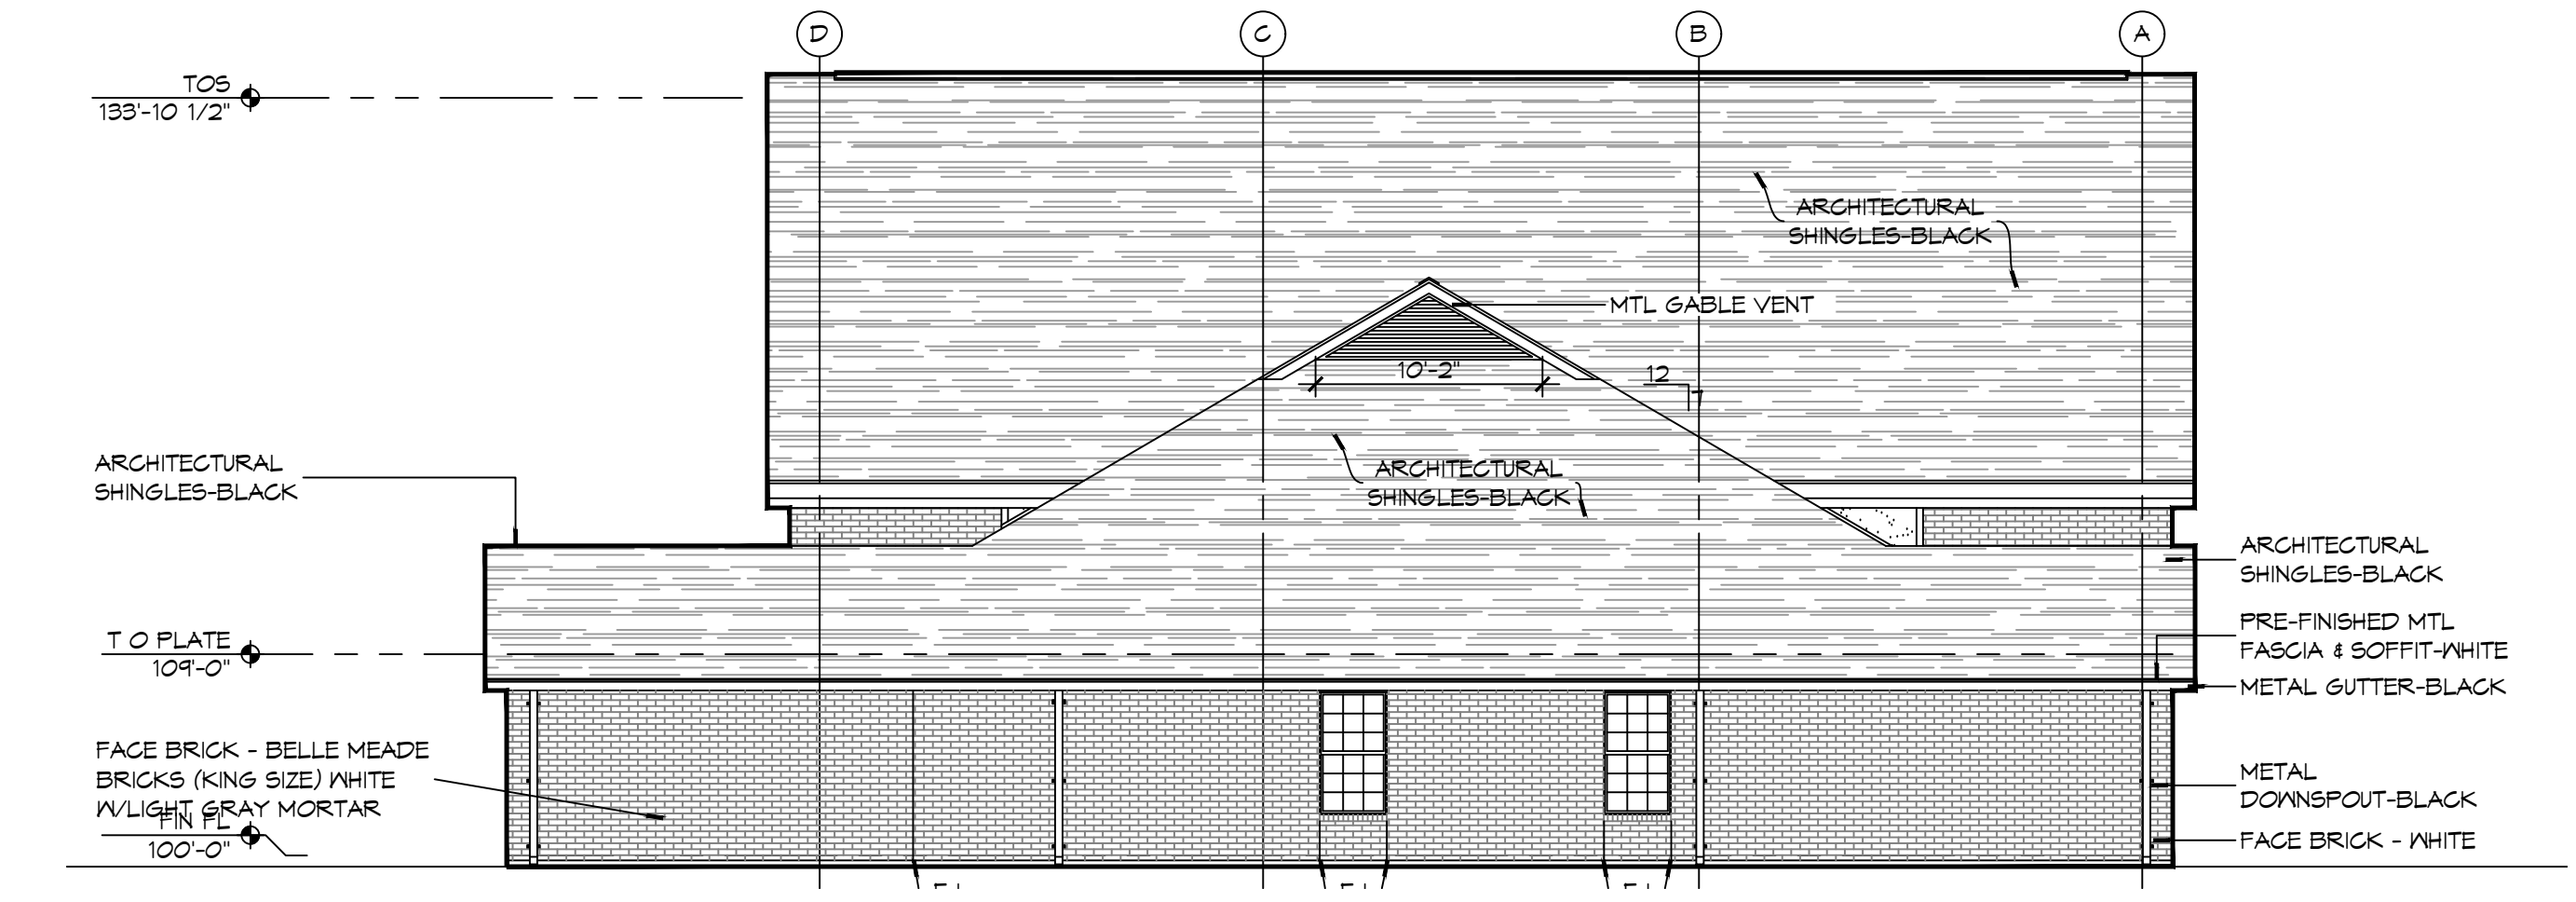 D
C
B
A
TOS
133'-10 1/2"
ARCHITECTURAL
SHINGLES-BLACK
MTL GABLE VENT
10'-2"
12
7
ARCHITECTURAL
SHINGLES-BLACK
ARCHITECTURAL
SHINGLES-BLACK
ARCHITECTURAL
SHINGLES-BLACK
T O PLATE
109'-0"
PRE-FINISHED MTL
FASCIA & SOFFIT-WHITE
METAL GUTTER-BLACK
FACE BRICK - BELLE MEADE
BRICKS (KING SIZE) WHITE
W/LIGHT GRAY MORTAR
FIN FL
100'-0"
METAL
DOWNSPOUT-BLACK
FACE BRICK - WHITE